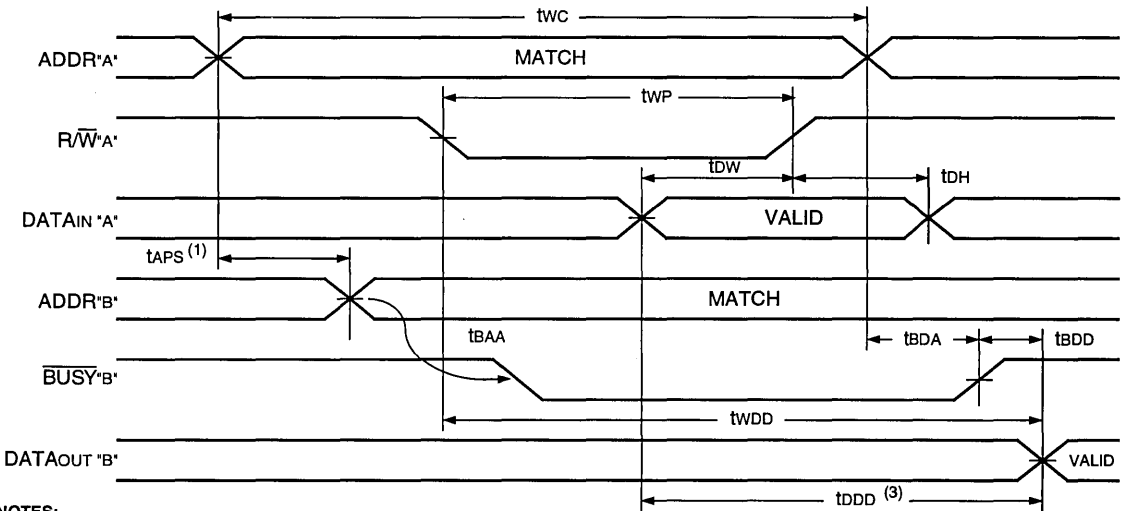 tWC
ADDR"A"
MATCH
tWP
R/W̅"A"
tDW
tDH
DATAIN "A"
VALID
tAPS (1)
ADDR"B"
MATCH
tBAA
tBDA
tBDD
B̅U̅S̅Y̅"B"
tWDD
DATAOUT "B"
VALID
tDDD (3)
NOTES: